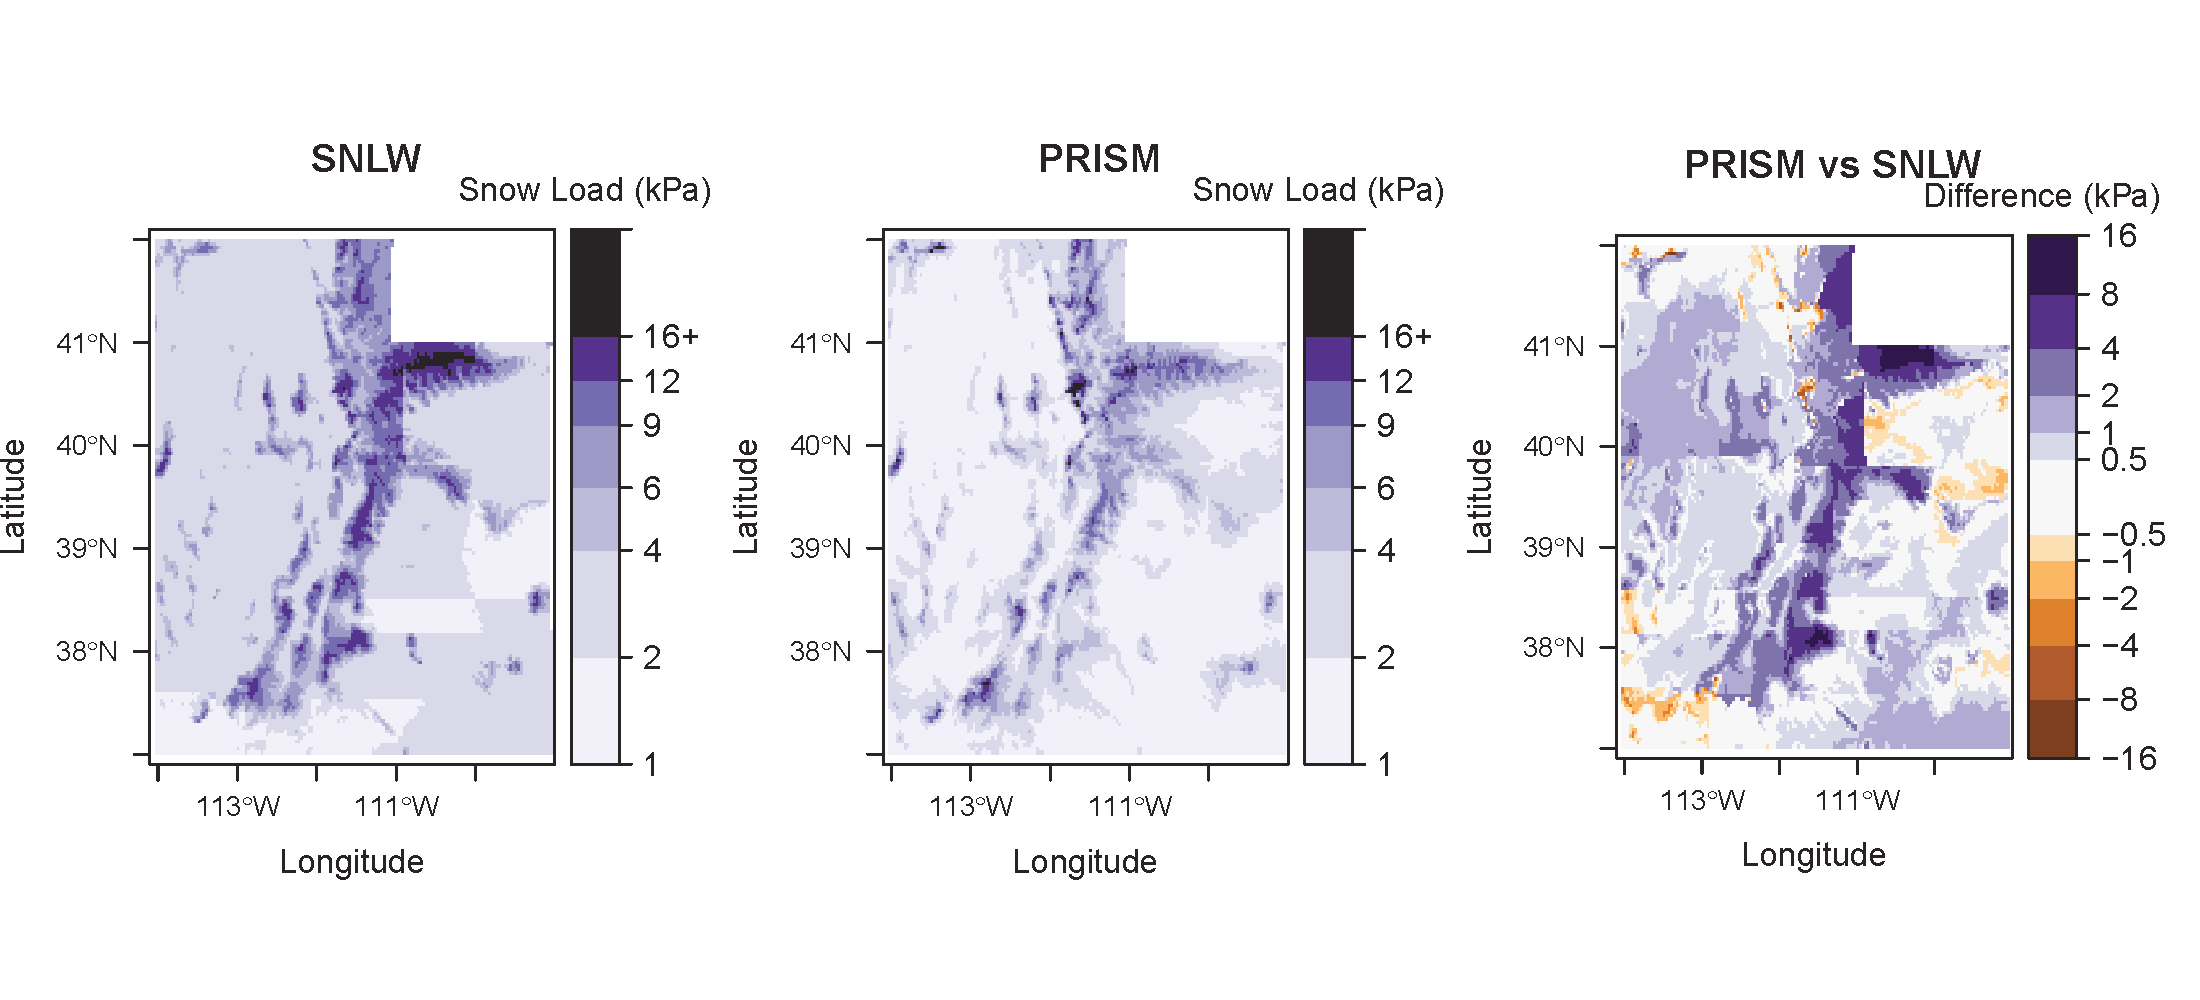 SNLW
Snow Load (kPa)
16+
12
9
6
4
2
1
41°N
40°N
39°N
38°N
Latitude
113°W
111°W
Longitude
PRISM
Snow Load (kPa)
16+
12
9
6
4
2
1
41°N
40°N
39°N
38°N
Latitude
113°W
111°W
Longitude
PRISM vs SNLW
Difference (kPa)
16
8
4
2
1
0.5
−0.5
−1
−2
−4
−8
−16
41°N
40°N
39°N
38°N
Latitude
113°W
111°W
Longitude